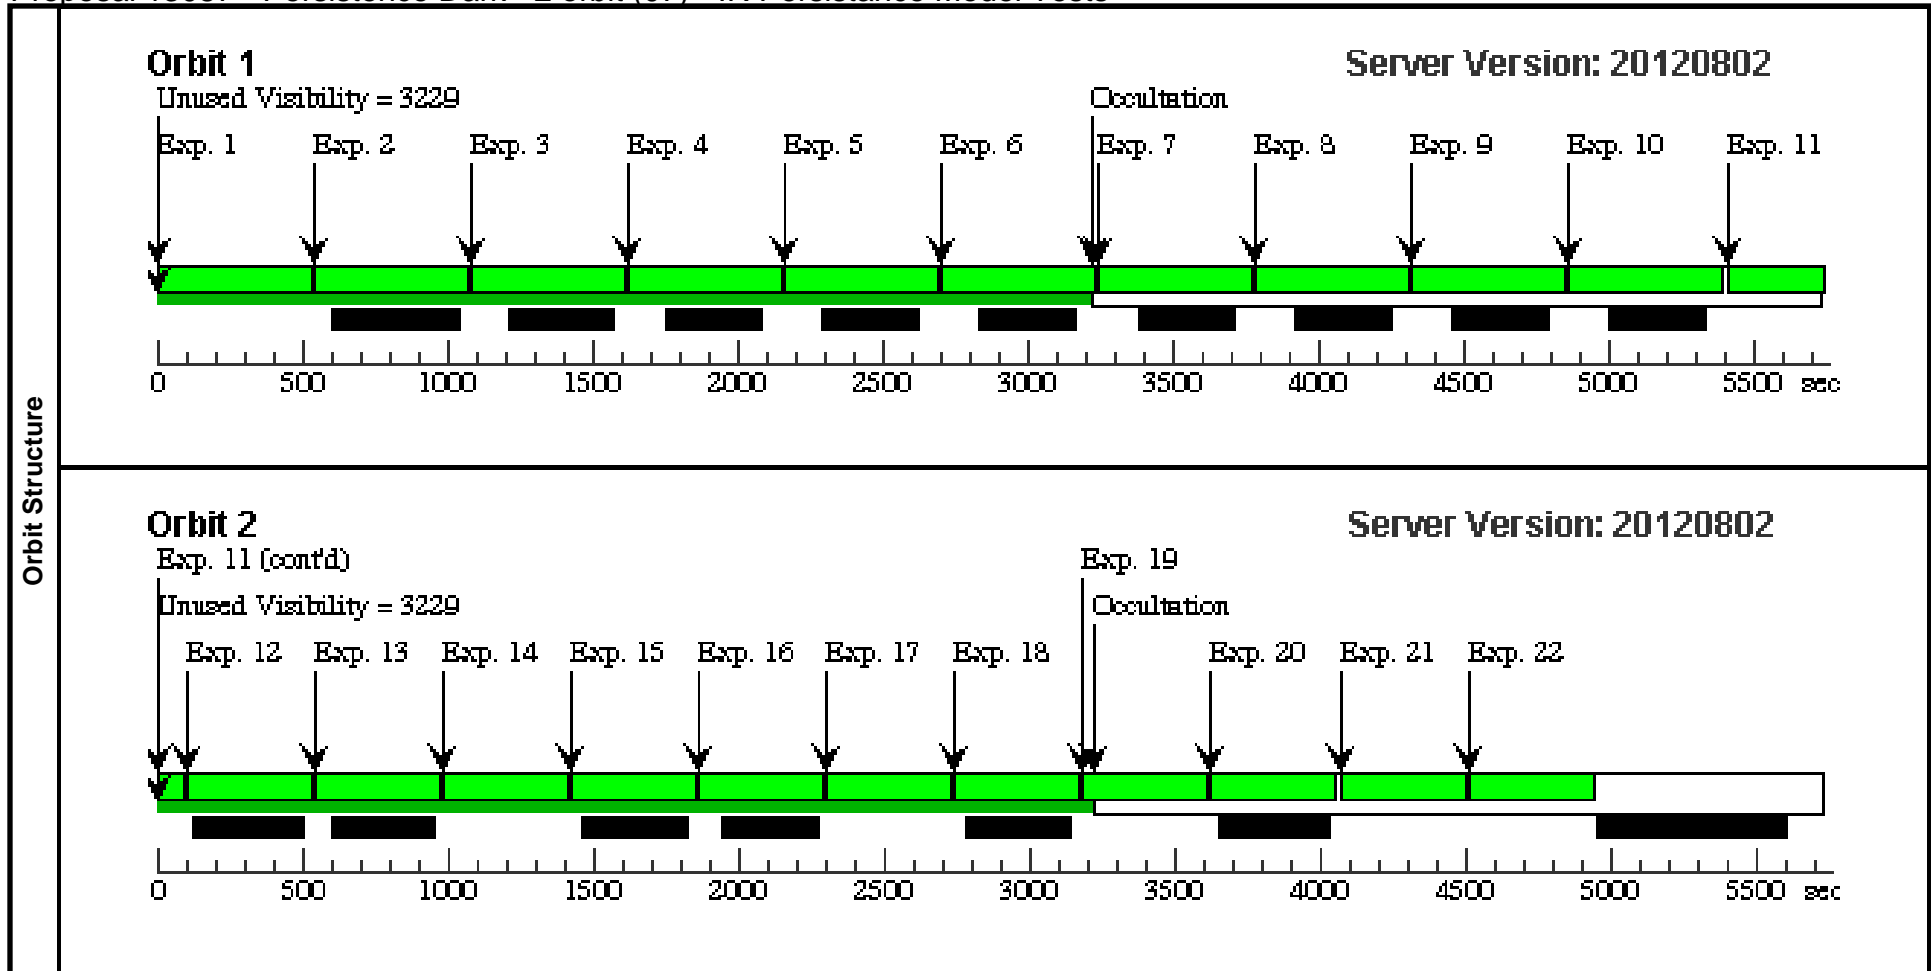 Orbit Structure
Orbit 1
Server Version: 20120802
Unused Visibility = 3229
Occultation
Exp. 1 Exp. 2 Exp. 3 Exp. 4 Exp. 5 Exp. 6 Exp. 7 Exp. 8 Exp. 9 Exp. 10 Exp. 11
0 500 1000 1500 2000 2500 3000 3500 4000 4500 5000 5500 sec
Orbit 2
Server Version: 20120802
Exp. 11 (cont'd)
Exp. 19
Unused Visibility = 3229
Occultation
Exp. 12 Exp. 13 Exp. 14 Exp. 15 Exp. 16 Exp. 17 Exp. 18 Exp. 20 Exp. 21 Exp. 22
0 500 1000 1500 2000 2500 3000 3500 4000 4500 5000 5500 sec